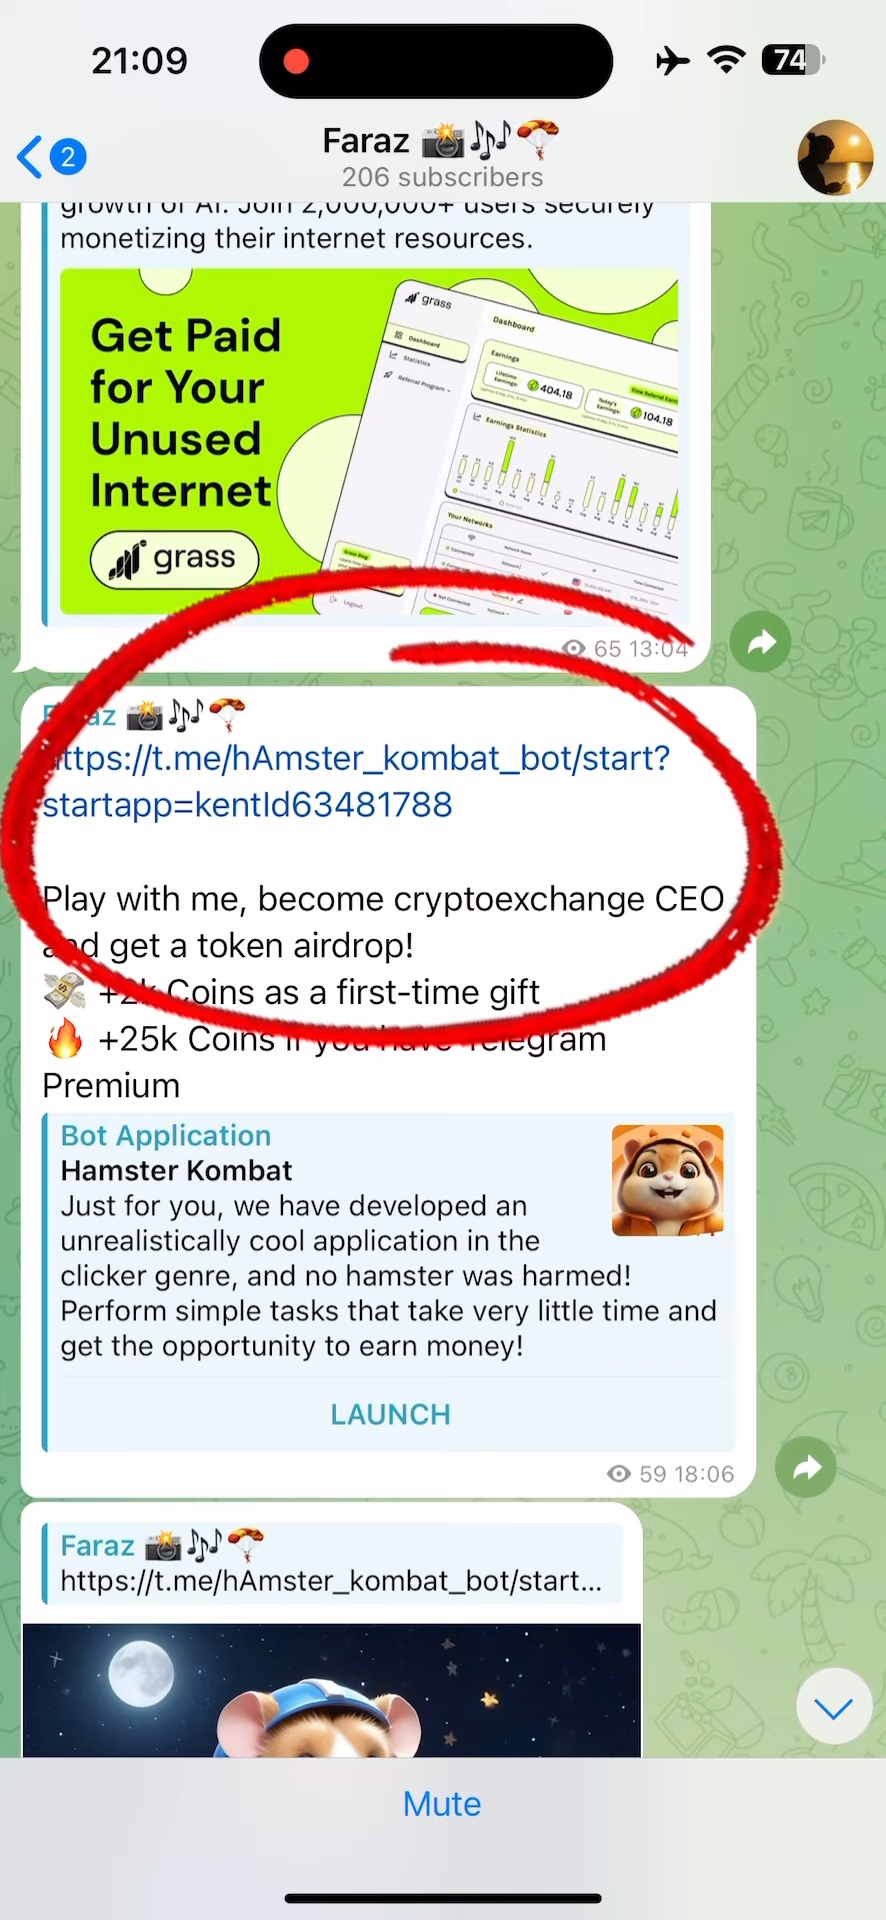 21:09
74
2
Faraz 📸🎶🪂
206 subscribers
growth of AI. Join 2,000,000+ users securely
monetizing their internet resources.
Get Paid
for Your
Unused
Internet
grass
grass
Dashboard
Statistics
Referral Program
Logout
Dashboard
Earnings
Lifetime
Earnings:
404.18
Today's
Earnings:
104.18
Earnings Statistics
Your Networks
65 13:04
Faraz 📸🎶🪂
https://t.me/hAmster_kombat_bot/start?
startapp=kentId63481788
Play with me, become cryptoexchange CEO
and get a token airdrop!
💸 +2k Coins as a first-time gift
🔥 +25k Coins if you have Telegram
Premium
Bot Application
Hamster Kombat
Just for you, we have developed an
unrealistically cool application in the
clicker genre, and no hamster was harmed!
Perform simple tasks that take very little time and
get the opportunity to earn money!
LAUNCH
59 18:06
Faraz 📸🎶🪂
https://t.me/hAmster_kombat_bot/start...
Mute